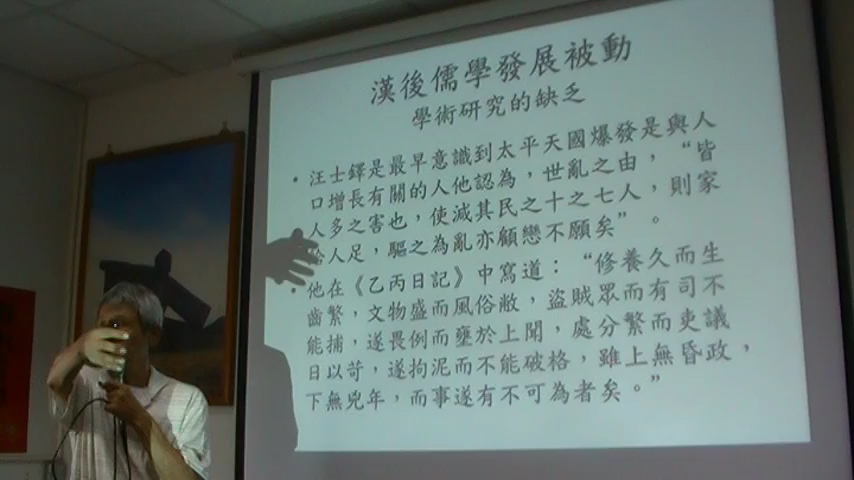 漢後儒學發展被動
學術研究的缺乏
• 汪士鐸是最早意識到太平天國爆發是與人
口增長有關的人他認為，世亂之由，“皆
人多之害也，使減其民之十之七人，則家
人足，驅之為亂亦顧戀不願矣”。
• 他在《乙丙日記》中寫道：“修養久而生
齒繁，文物盛而風俗敝，盜賊眾而有司不
能捕，遂畏例而壅於上聞，處分繁而吏議
日以苛，遂拘泥而不能破格，雖上無昏政，
下無兇年，而事遂有不可為者矣。”